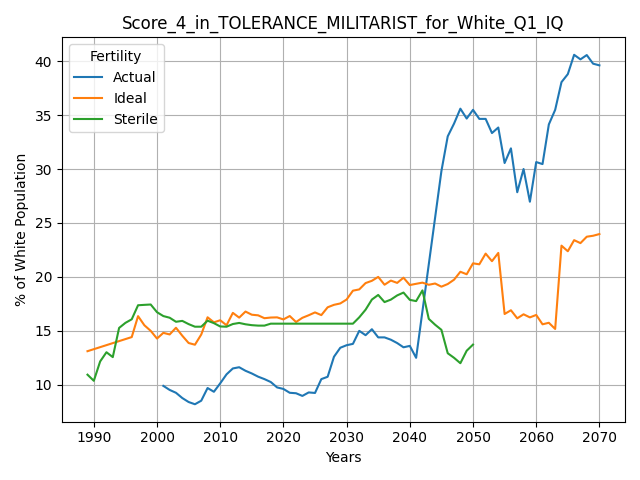 Score_4_in_TOLERANCE_MILITARIST_for_White_Q1_IQ
Fertility
Actual
Ideal
Sterile
% of White Population
40
35
30
25
20
15
10
1990
2000
2010
2020
2030
2040
2050
2060
2070
Years